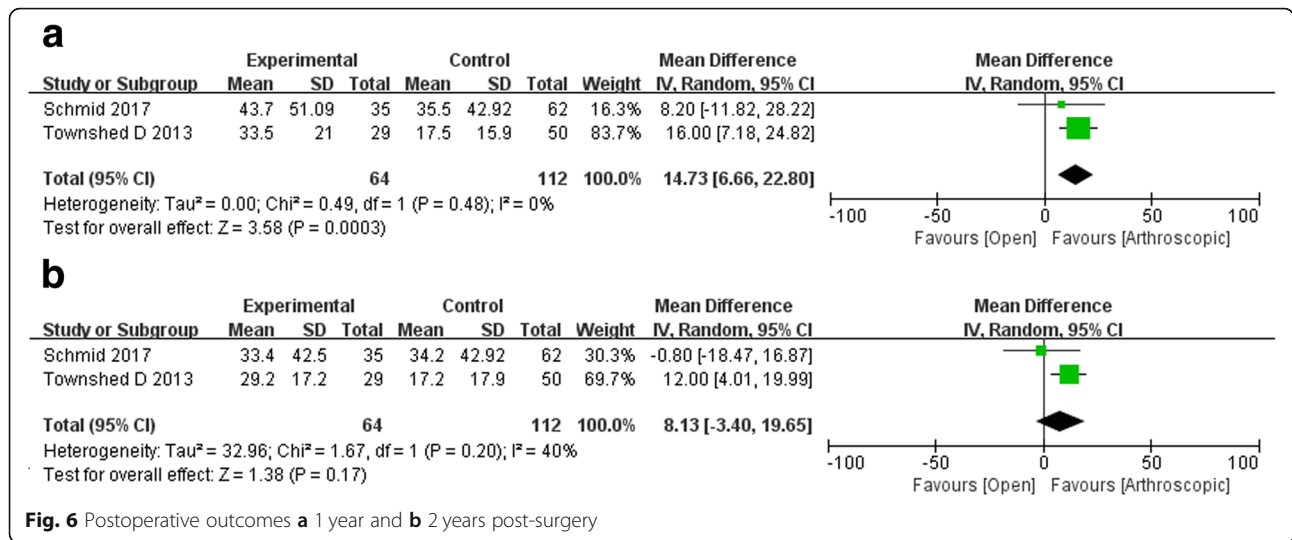 a
Experimental Control Mean Difference Mean Difference
Study or Subgroup Mean SD Total Mean SD Total Weight IV, Random, 95% CI IV, Random, 95% CI
Schmid 2017 43.7 51.09 35 35.5 42.92 62 16.3% 8.20 [-11.82, 28.22]
Townshed D 2013 33.5 21 29 17.5 15.9 50 83.7% 16.00 [7.18, 24.82]
Total (95% CI) 64 112 100.0% 14.73 [6.66, 22.80]
Heterogeneity: Tau² = 0.00; Chi² = 0.49, df = 1 (P = 0.48); I² = 0%
Test for overall effect: Z = 3.58 (P = 0.0003)
-100 -50 0 50 100
Favours [Open] Favours [Arthroscopic]
b
Experimental Control Mean Difference Mean Difference
Study or Subgroup Mean SD Total Mean SD Total Weight IV, Random, 95% CI IV, Random, 95% CI
Schmid 2017 33.4 42.5 35 34.2 42.92 62 30.3% -0.80 [-18.47, 16.87]
Townshed D 2013 29.2 17.2 29 17.2 17.9 50 69.7% 12.00 [4.01, 19.99]
Total (95% CI) 64 112 100.0% 8.13 [-3.40, 19.65]
Heterogeneity: Tau² = 32.96; Chi² = 1.67, df = 1 (P = 0.20); I² = 40%
Test for overall effect: Z = 1.38 (P = 0.17)
-100 -50 0 50 100
Favours [Open] Favours [Arthroscopic]
Fig. 6 Postoperative outcomes a 1 year and b 2 years post-surgery